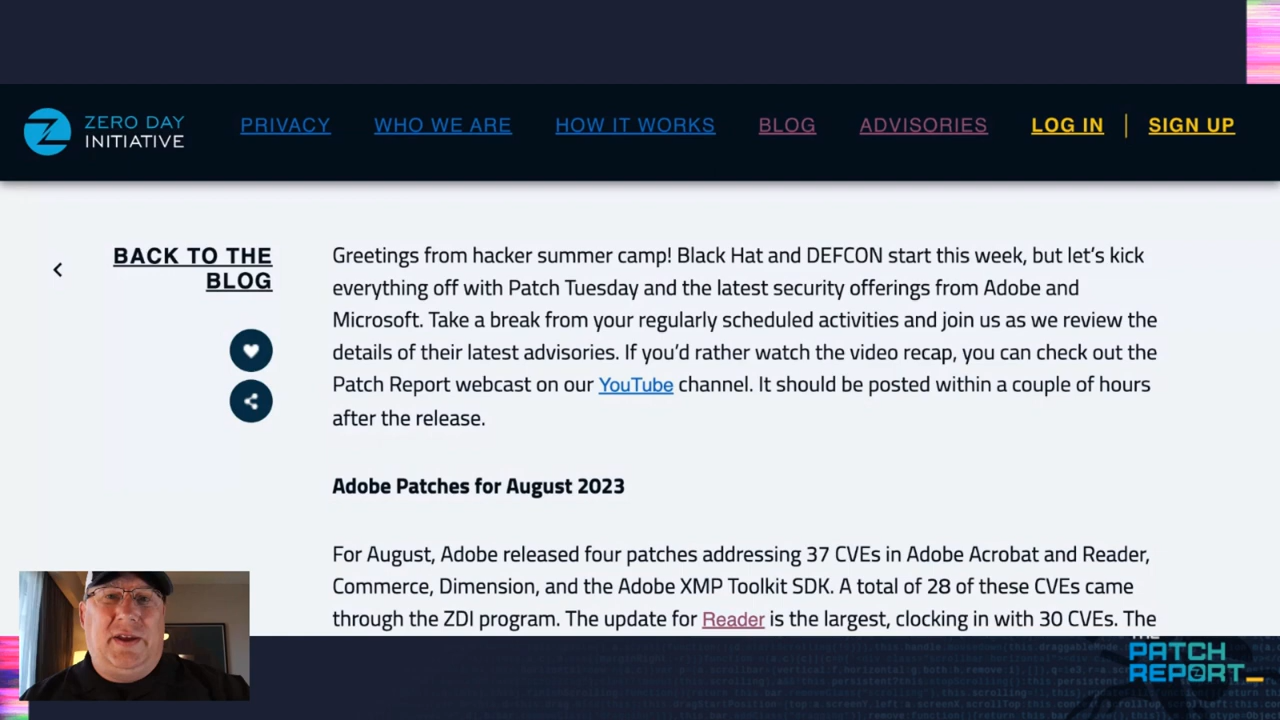 ZERO DAY
INITIATIVE
PRIVACY
WHO WE ARE
HOW IT WORKS
BLOG
ADVISORIES
LOG IN
SIGN UP
BACK TO THE
BLOG
Greetings from hacker summer camp! Black Hat and DEFCON start this week, but let’s kick
everything off with Patch Tuesday and the latest security offerings from Adobe and
Microsoft. Take a break from your regularly scheduled activities and join us as we review the
details of their latest advisories. If you’d rather watch the video recap, you can check out the
Patch Report webcast on our YouTube channel. It should be posted within a couple of hours
after the release.
Adobe Patches for August 2023
For August, Adobe released four patches addressing 37 CVEs in Adobe Acrobat and Reader,
Commerce, Dimension, and the Adobe XMP Toolkit SDK. A total of 28 of these CVEs came
through the ZDI program. The update for Reader is the largest, clocking in with 30 CVEs. The
THE
PATCH
REPORT_